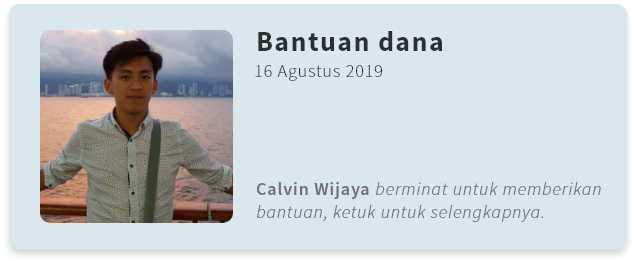 Bantuan dana
16 Agustus 2019
Calvin Wijaya berminat untuk memberikan
bantuan, ketuk untuk selengkapnya.